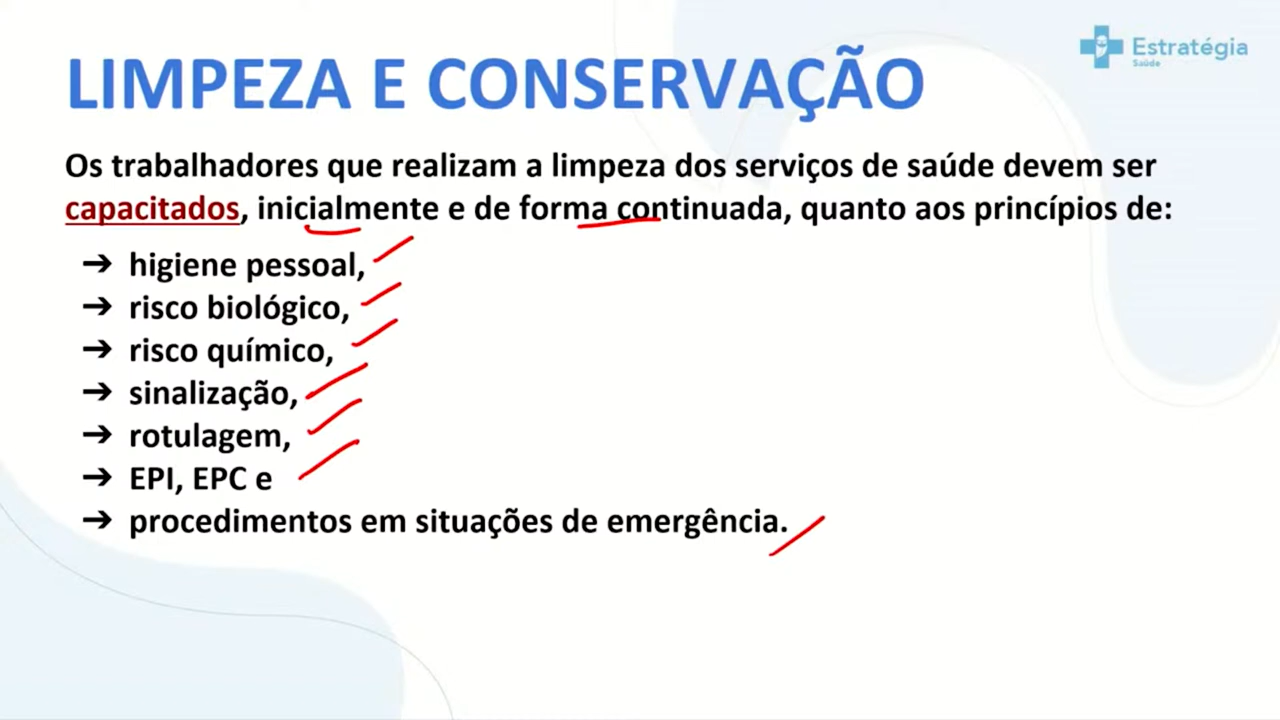 Estratégia
Saúde
LIMPEZA E CONSERVAÇÃO
Os trabalhadores que realizam a limpeza dos serviços de saúde devem ser
capacitados, inicialmente e de forma continuada, quanto aos princípios de:
➔ higiene pessoal,
➔ risco biológico,
➔ risco químico,
➔ sinalização,
➔ rotulagem,
➔ EPI, EPC e
➔ procedimentos em situações de emergência.